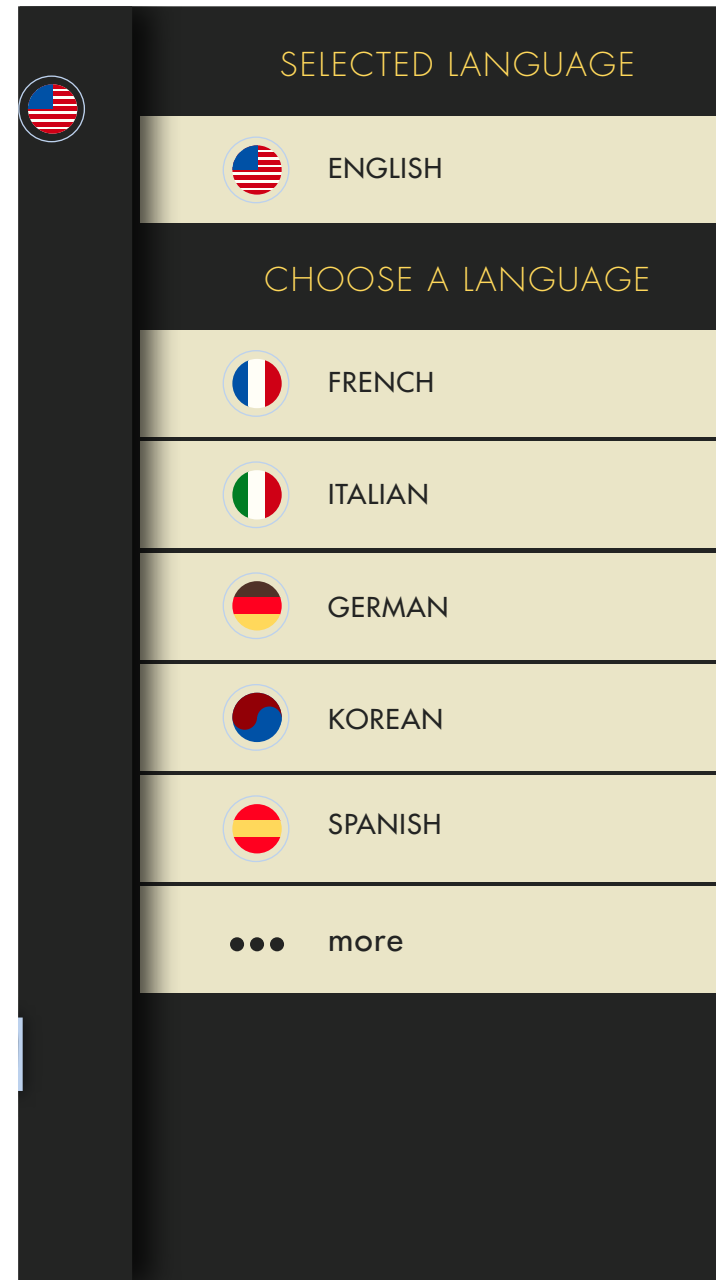 SELECTED LANGUAGE
ENGLISH
CHOOSE A LANGUAGE
FRENCH
ITALIAN
GERMAN
KOREAN
SPANISH
more